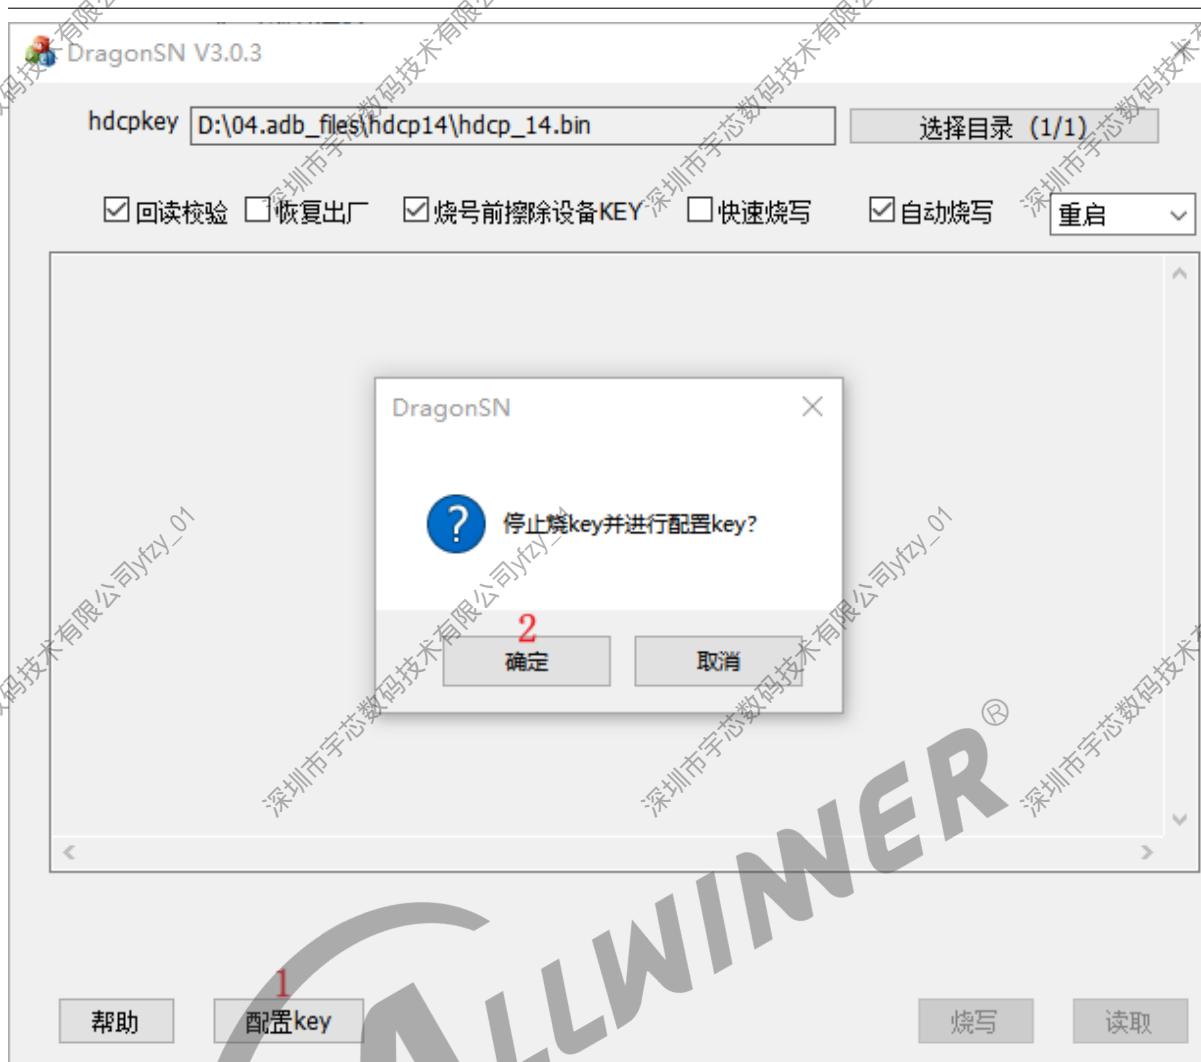 DragonSN V3.0.3
hdcpkey D:\04.adb_files\hdcp14\hdcp_14.bin 选择目录 (1/1)
回读校验 恢复出厂 烧号前擦除设备KEY 快速烧写 自动烧写 重启
DragonSN
停止烧key并进行配置key?
2
确定 取消
1
帮助 配置key 烧写 读取
ALLWINNER®
深圳市宇芯数码技术有限公司yfzy_01